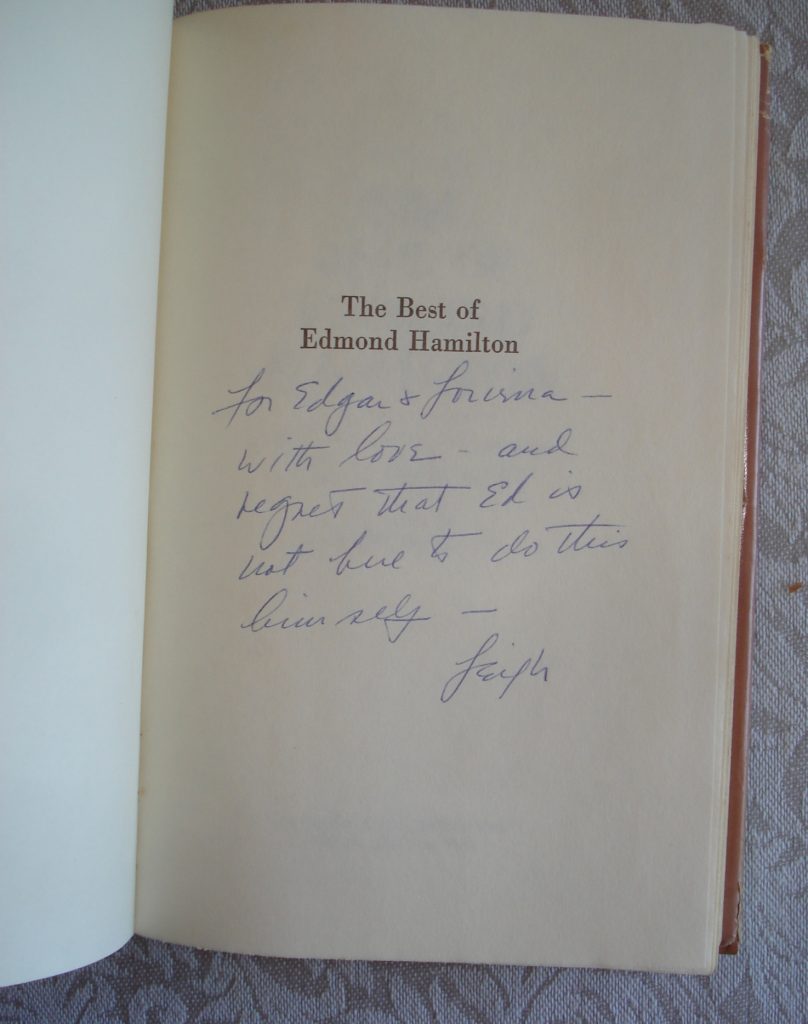 The Best of
Edmond Hamilton
for Edgar & Lorisna —
with love - and
regret that Ed is
not here to do this
himself —
Leigh